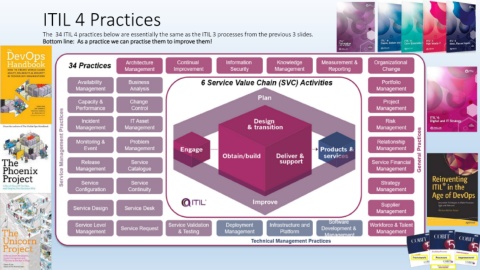 ITIL 4 Practices
The 34 ITIL 4 practices below are essentially the same as the ITIL 3 processes from the previous 3 slides.
Bottom line: As a practice we can practise them to improve them!
34 Practices
Architecture
Management
Continual
Improvement
Information
Security
Knowledge
Management
Measurement &
Reporting
Organizational
Change
Availability
Management
Business
Analysis
Capacity &
Performance
Change
Control
Incident
Management
IT Asset
Management
Monitoring &
Event
Problem
Management
Release
Management
Service
Catalogue
Service
Configuration
Service
Continuity
Service Design
Service Desk
Service Level
Management
Service Request
Service Validation
& Testing
Deployment
Management
Infrastructure and
Platform
Software
Development &
Management
Workforce & Talent
Management
Portfolio
Management
Project
Management
Risk
Management
Relationship
Management
Service Financial
Management
Strategy
Management
Supplier
Management
Service Management Practices
General Practices
Technical Management Practices
6 Service Value Chain (SVC) Activities
Plan
Design
& transition
Engage
Obtain/build
Deliver &
support
Products &
services
Improve
ITIL
DevOps
Handbook
The
Phoenix
Project
The
Unicorn
Project
Reinventing
ITIL® in the
Age of DevOps